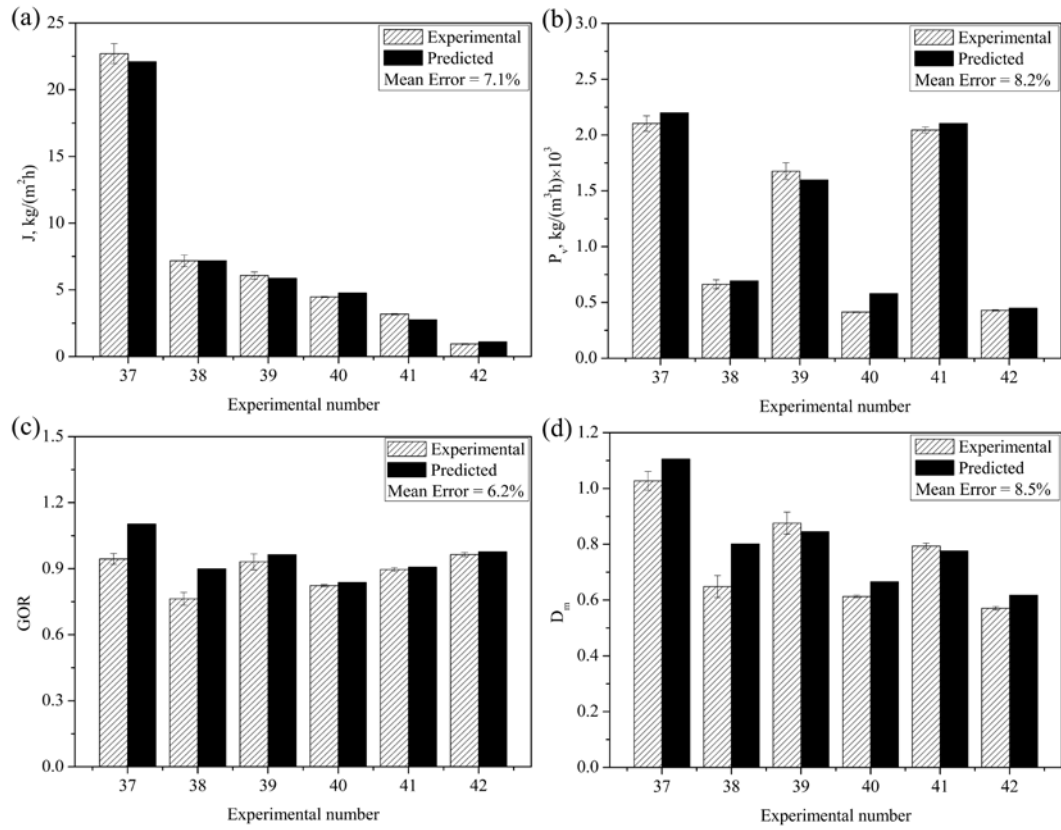 (a)
25
20
15
10
5
0
J, kg/(m²h)
Experimental
Predicted
Mean Error = 7.1%
37 38 39 40 41 42
Experimental number
(b)
3.0
2.5
2.0
1.5
1.0
0.5
0.0
Pᵥ, kg/(m³h)×10³
Experimental
Predicted
Mean Error = 8.2%
37 38 39 40 41 42
Experimental number
(c)
1.5
1.2
0.9
0.6
0.3
0.0
GOR
Experimental
Predicted
Mean Error = 6.2%
37 38 39 40 41 42
Experimental number
(d)
1.2
1.0
0.8
0.6
0.4
0.2
0.0
Dₘ
Experimental
Predicted
Mean Error = 8.5%
37 38 39 40 41 42
Experimental number